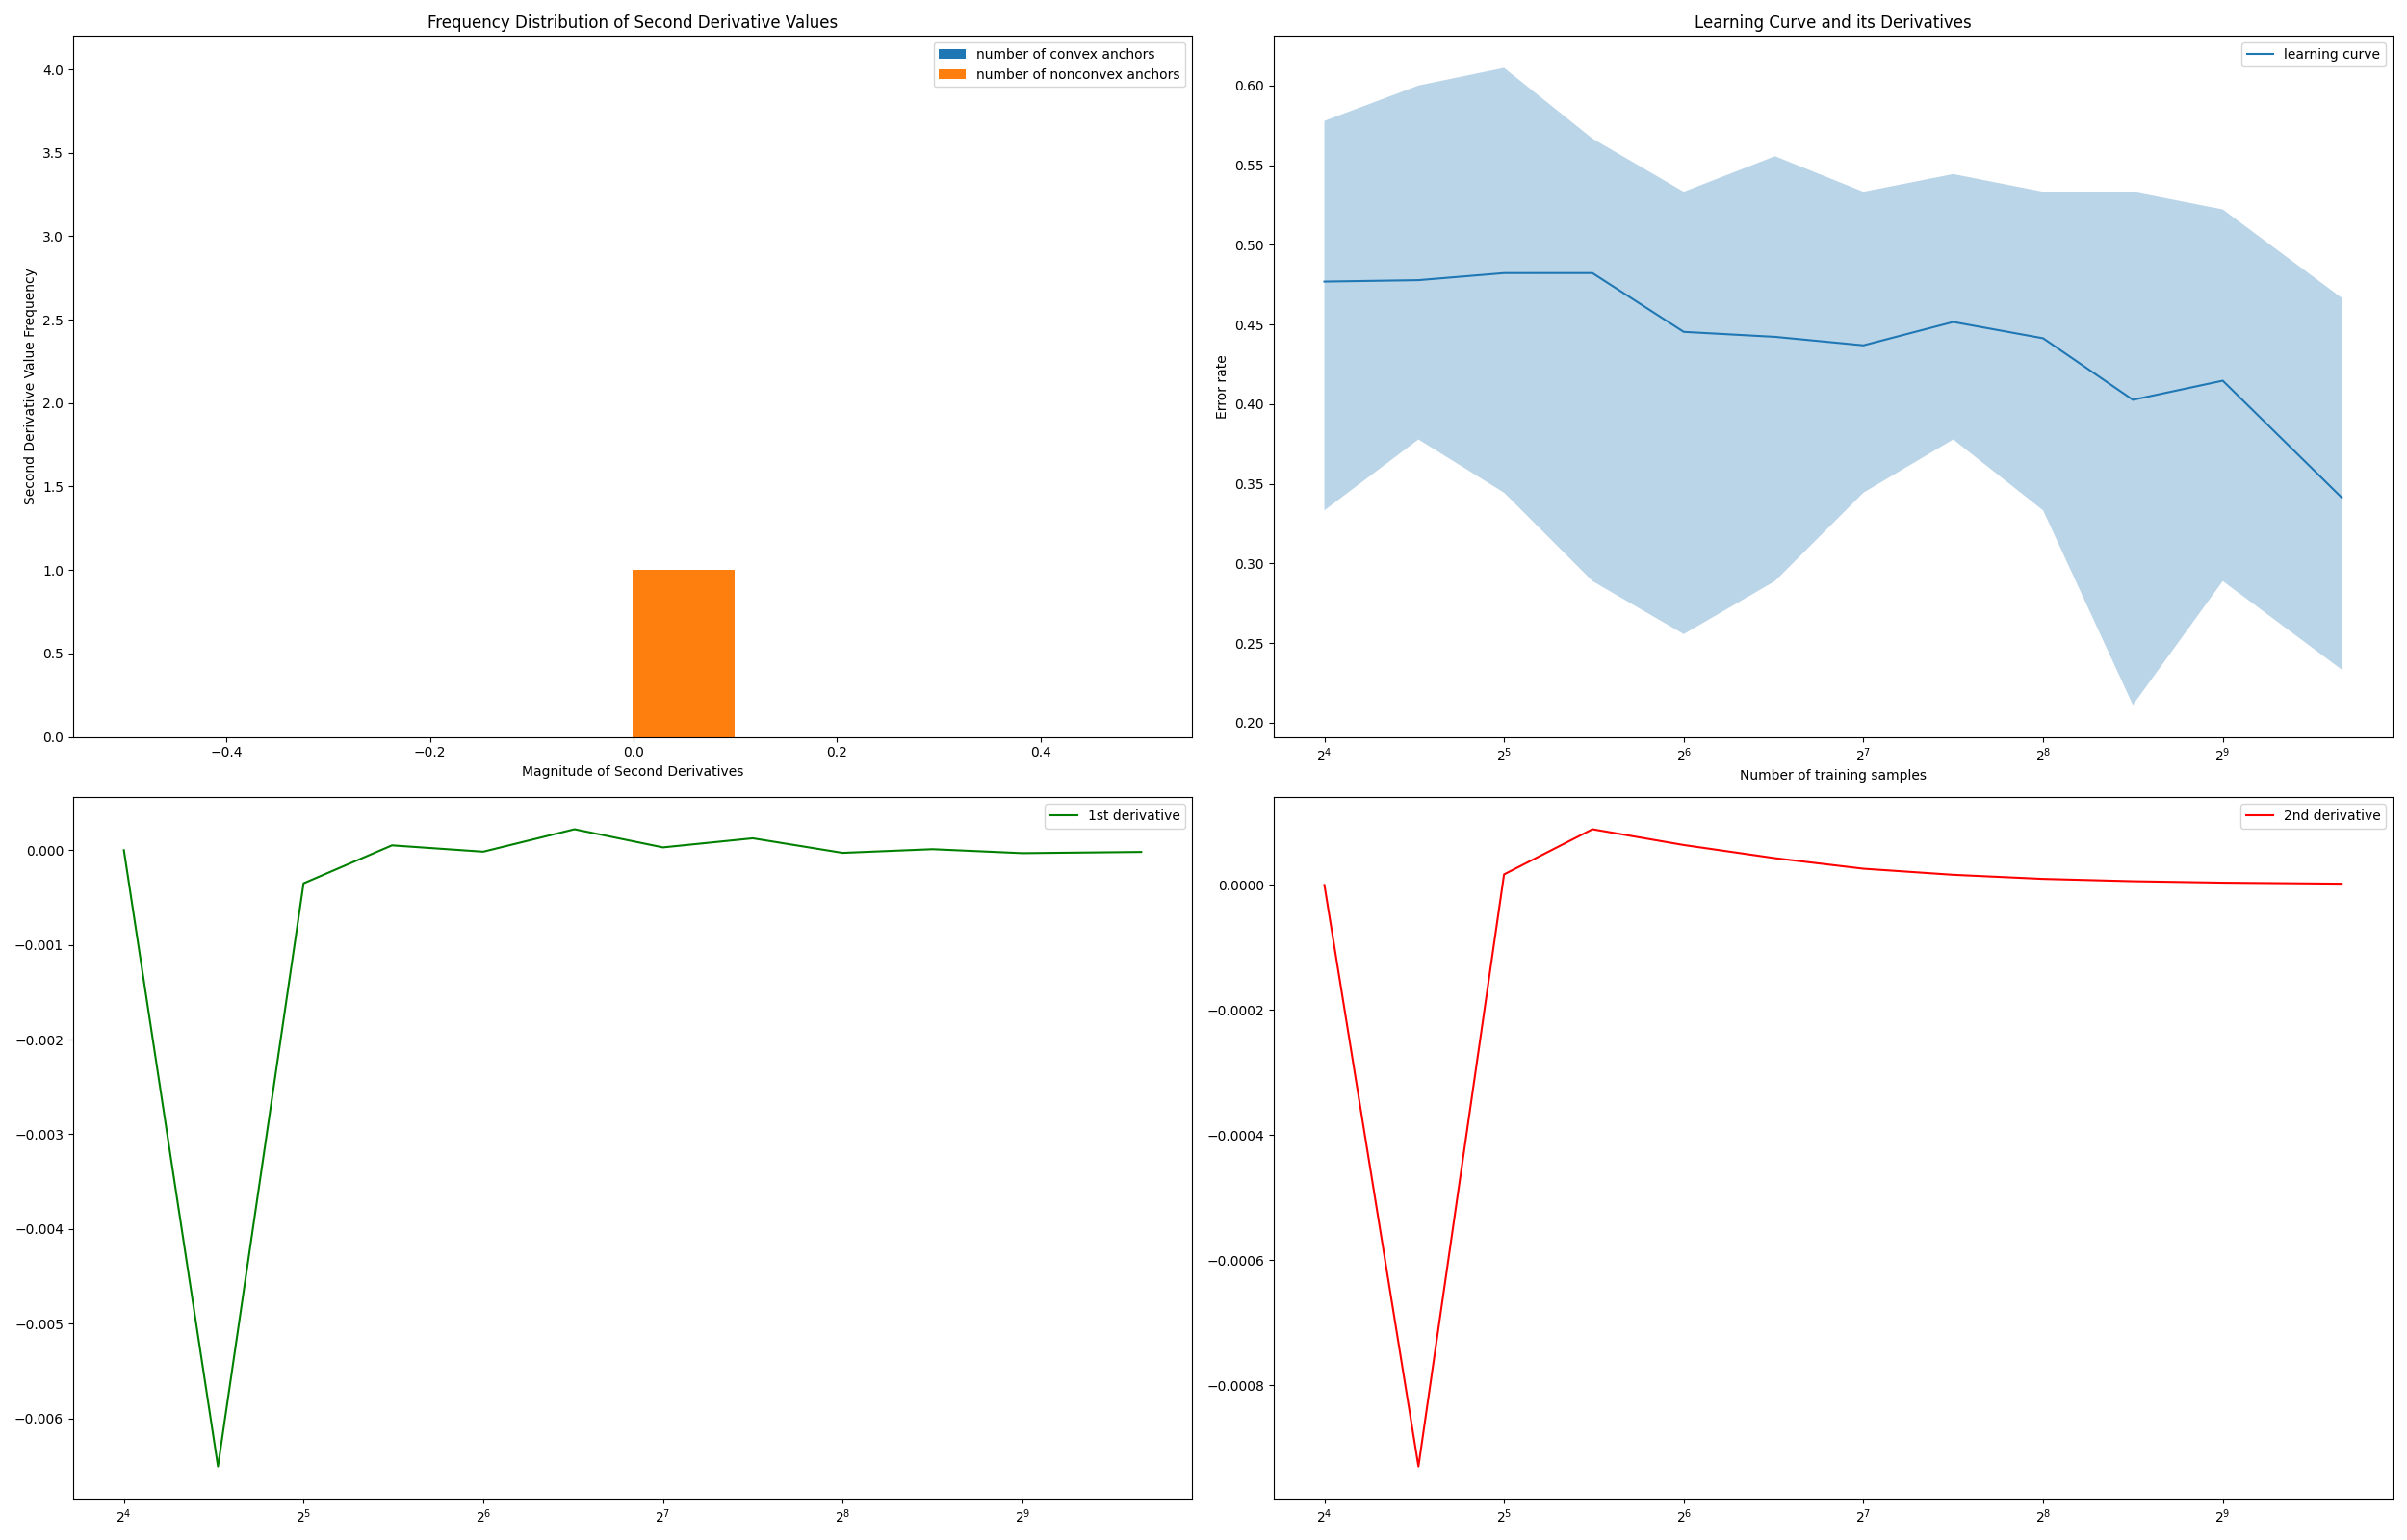 Frequency Distribution of Second Derivative Values
number of convex anchors
number of nonconvex anchors
Second Derivative Value Frequency
4.0
3.5
3.0
2.5
2.0
1.5
1.0
0.5
0.0
−0.4 −0.2 0.0 0.2 0.4
Magnitude of Second Derivatives
Learning Curve and its Derivatives
learning curve
Error rate
0.60
0.55
0.50
0.45
0.40
0.35
0.30
0.25
0.20
2⁴ 2⁵ 2⁶ 2⁷ 2⁸ 2⁹
Number of training samples
1st derivative
0.000
−0.001
−0.002
−0.003
−0.004
−0.005
−0.006
2⁴ 2⁵ 2⁶ 2⁷ 2⁸ 2⁹
2nd derivative
0.0000
−0.0002
−0.0004
−0.0006
−0.0008
2⁴ 2⁵ 2⁶ 2⁷ 2⁸ 2⁹